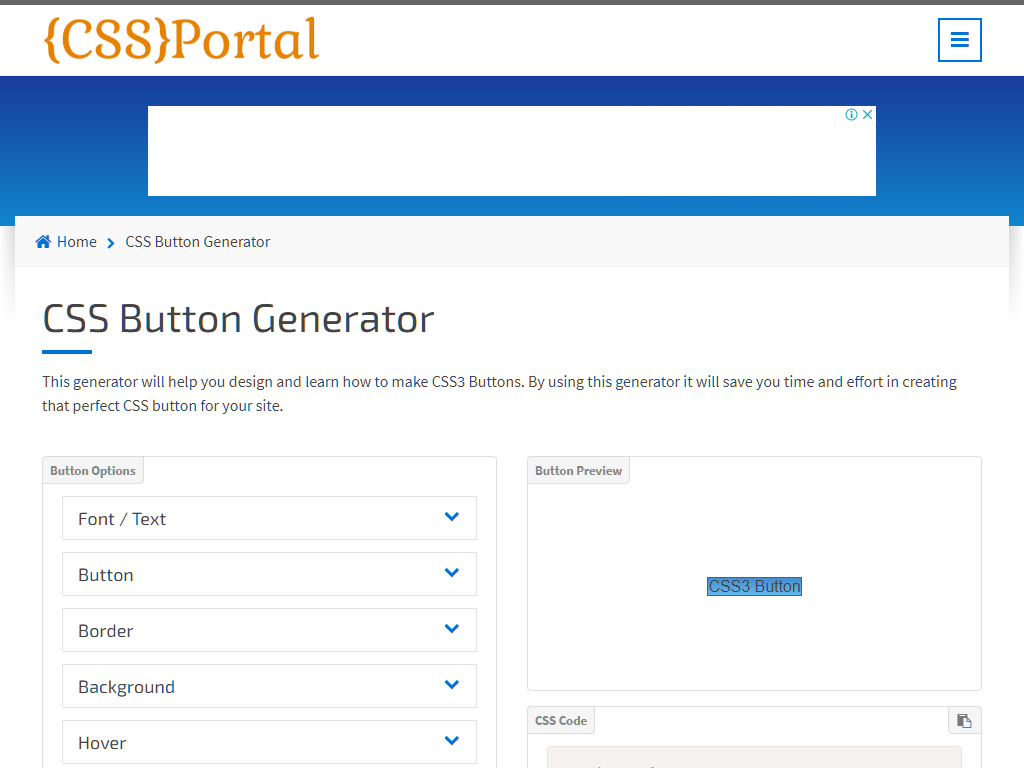 {CSS}Portal
Home CSS Button Generator
CSS Button Generator
This generator will help you design and learn how to make CSS3 Buttons. By using this generator it will save you time and effort in creating
that perfect CSS button for your site.
Button Options
Font / Text
Button
Border
Background
Hover
Button Preview
CSS3 Button
CSS Code